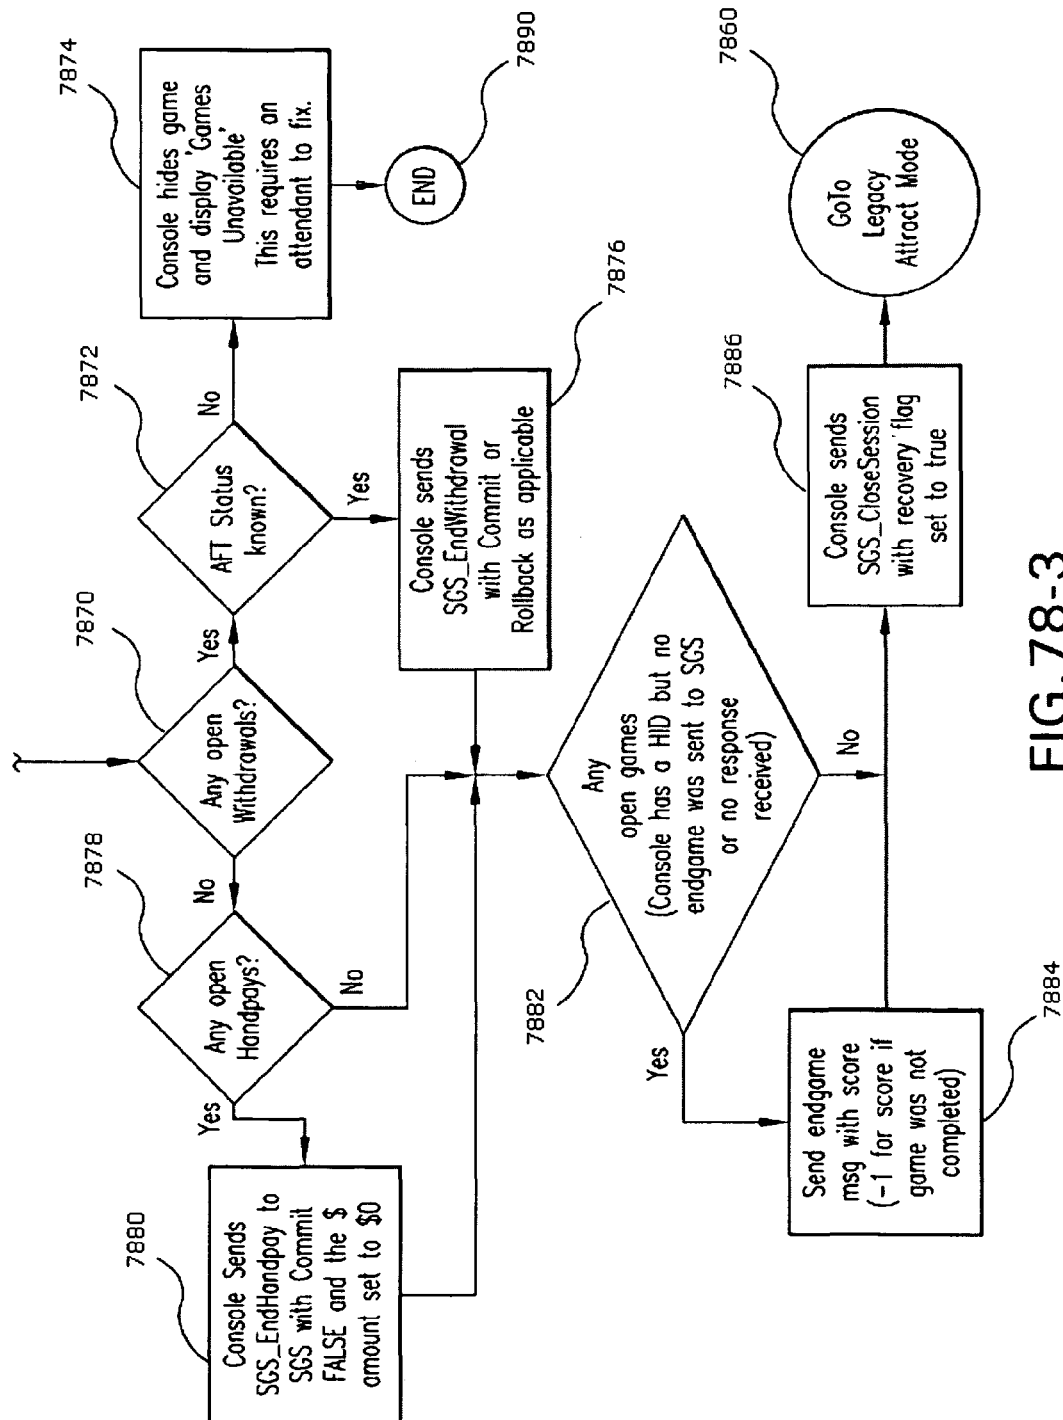 7870
Any open
Withdrawals?
Yes
No
7872
AFT Status
known?
No
Yes
7874
Console hides game
and display 'Games
Unavailable'
This requires an
attendant to fix.
END
7890
7876
Console sends
SGS_EndWithdrawal
with Commit or
Rollback as applicable
7878
Any open
Handpays?
Yes
No
7880
Console Sends
SGS_EndHandpay to
SGS with Commit
FALSE and the $
amount set to $0
7882
Any
open games
(Console has a HID but no
endgame was sent to SGS
or no response
received)
Yes
No
7884
Send endgame
msg with score
(-1 for score if
game was not
completed)
7886
Console sends
SGS_CloseSession
with recovery flag
set to true
7860
GoTo
Legacy
Attract Mode
FIG.78-3